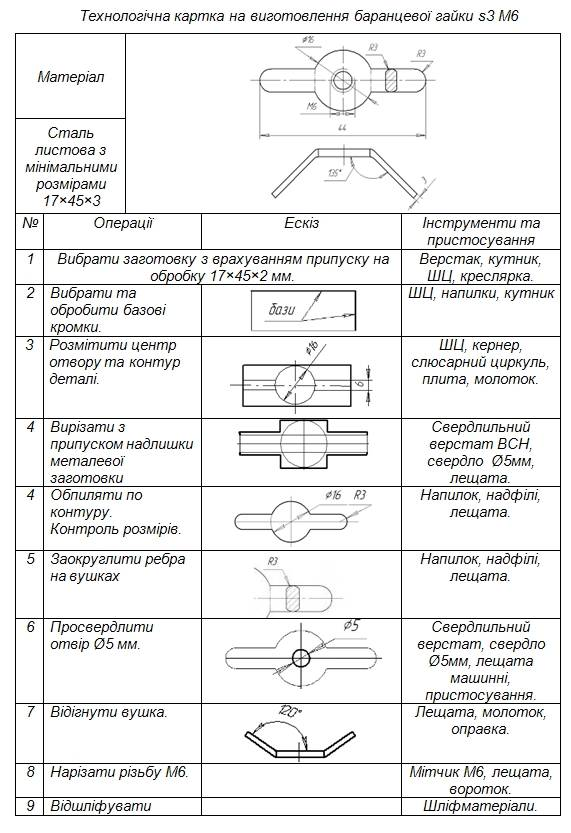 Технологічна картка на виготовлення баранцевої гайки s3 М6
Матеріал
Сталь
листова з
мінімальними
розмірами
17×45×3
ϕ16
R3
R3
М6
44
135°
3
№
Операції
Ескіз
Інструменти та
пристосування
1
Вибрати заготовку з врахуванням припуску на
обробку 17×45×2 мм.
Верстак, кутник,
ШЦ, креслярка.
2
Вибрати та
обробити базові
кромки.
бази
ШЦ, напилки, кутник
3
Розмітити центр
отвору та контур
деталі.
ϕ16
6
ШЦ, кернер,
слюсарний циркуль,
плита, молоток.
4
Вирізати з
припуском надлишки
металевої
заготовки
Свердлильний
верстат ВСН,
свердло Ø5мм,
лещата.
4
Обпиляти по
контуру.
Контроль розмірів.
ϕ16
R3
Напилок, надфілі,
лещата.
5
Заокруглити ребра
на вушках
R3
Напилок, надфілі,
лещата.
6
Просвердлити
отвір Ø5 мм.
ϕ5
Свердлильний
верстат, свердло
Ø5мм, лещата
машинні,
пристосування.
7
Відігнути вушка.
120°
Лещата, молоток,
оправка.
8
Нарізати різьбу М6.
Мітчик М6, лещата,
вороток.
9
Відшліфувати
Шліфматеріали.